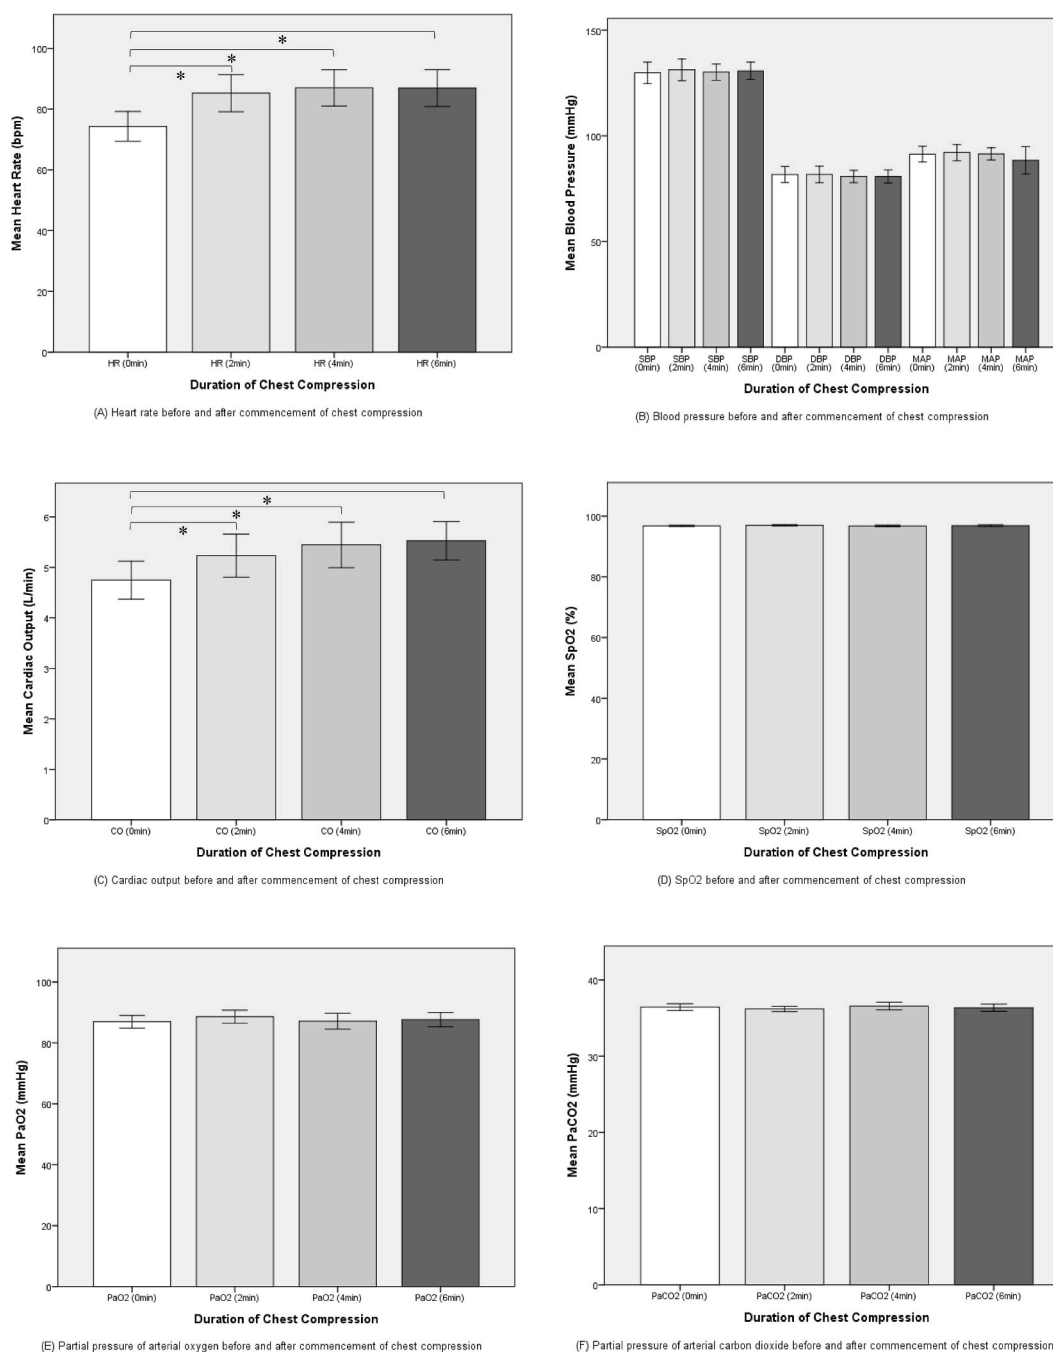 *
*
*
100
80
60
40
20
0
Mean Heart Rate (bpm)
HR (0min) HR (2min) HR (4min) HR (6min)
Duration of Chest Compression
(A) Heart rate before and after commencement of chest compression
150
100
50
0
Mean Blood Pressure (mmHg)
SBP SBP SBP SBP DBP DBP DBP DBP MAP MAP MAP MAP
(0min) (2min) (4min) (6min) (0min) (2min) (4min) (6min) (0min) (2min) (4min) (6min)
Duration of Chest Compression
(B) Blood pressure before and after commencement of chest compression
*
*
*
6
5
4
3
2
1
0
Mean Cardiac Output (L/min)
CO (0min) CO (2min) CO (4min) CO (6min)
Duration of Chest Compression
(C) Cardiac output before and after commencement of chest compression
100
80
60
40
20
0
Mean SpO2 (%)
SpO2 (0min) SpO2 (2min) SpO2 (4min) SpO2 (6min)
Duration of Chest Compression
(D) SpO2 before and after commencement of chest compression
100
80
60
40
20
0
Mean PaO2 (mmHg)
PaO2 (0min) PaO2 (2min) PaO2 (4min) PaO2 (6min)
Duration of Chest Compression
(E) Partial pressure of arterial oxygen before and after commencement of chest compression
40
30
20
10
0
Mean PaCO2 (mmHg)
PaCO2 (0min) PaCO2 (2min) PaCO2 (4min) PaCO2 (6min)
Duration of Chest Compression
(F) Partial pressure of arterial carbon dioxide before and after commencement of chest compression